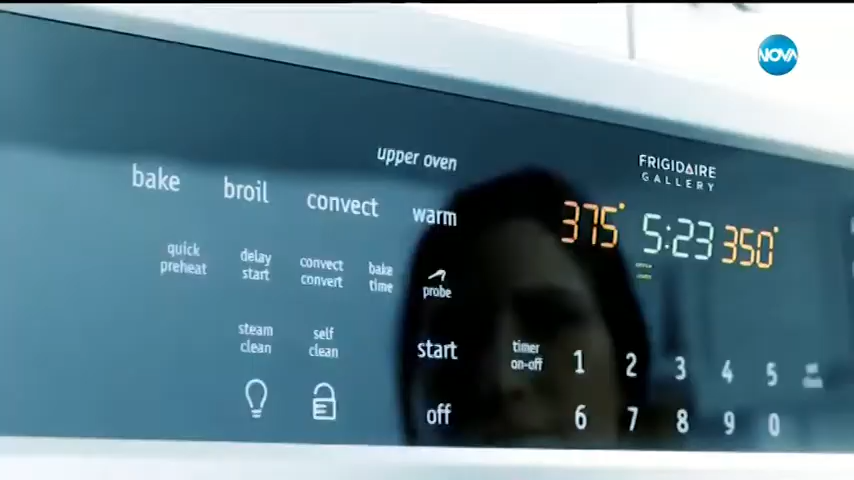 NOVA
FRIGIDAIRE
GALLERY
upper oven
bake broil convect warm
375° 5:23 350°
quick preheat
delay start
convect convert
bake time
probe
steam clean
self clean
start
timer on-off
1 2 3 4 5
off
6 7 8 9 0